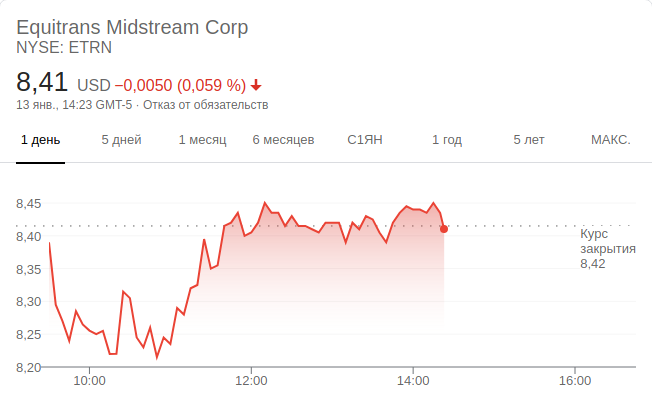 Equitrans Midstream Corp
NYSE: ETRN
8,41 USD −0,0050 (0,059 %)
13 янв., 14:23 GMT-5 · Отказ от обязательств
1 день 5 дней 1 месяц 6 месяцев С1ЯН 1 год 5 лет МАКС.
8,45
8,40
8,35
8,30
8,25
8,20
Курс
закрытия
8,42
10:00 12:00 14:00 16:00